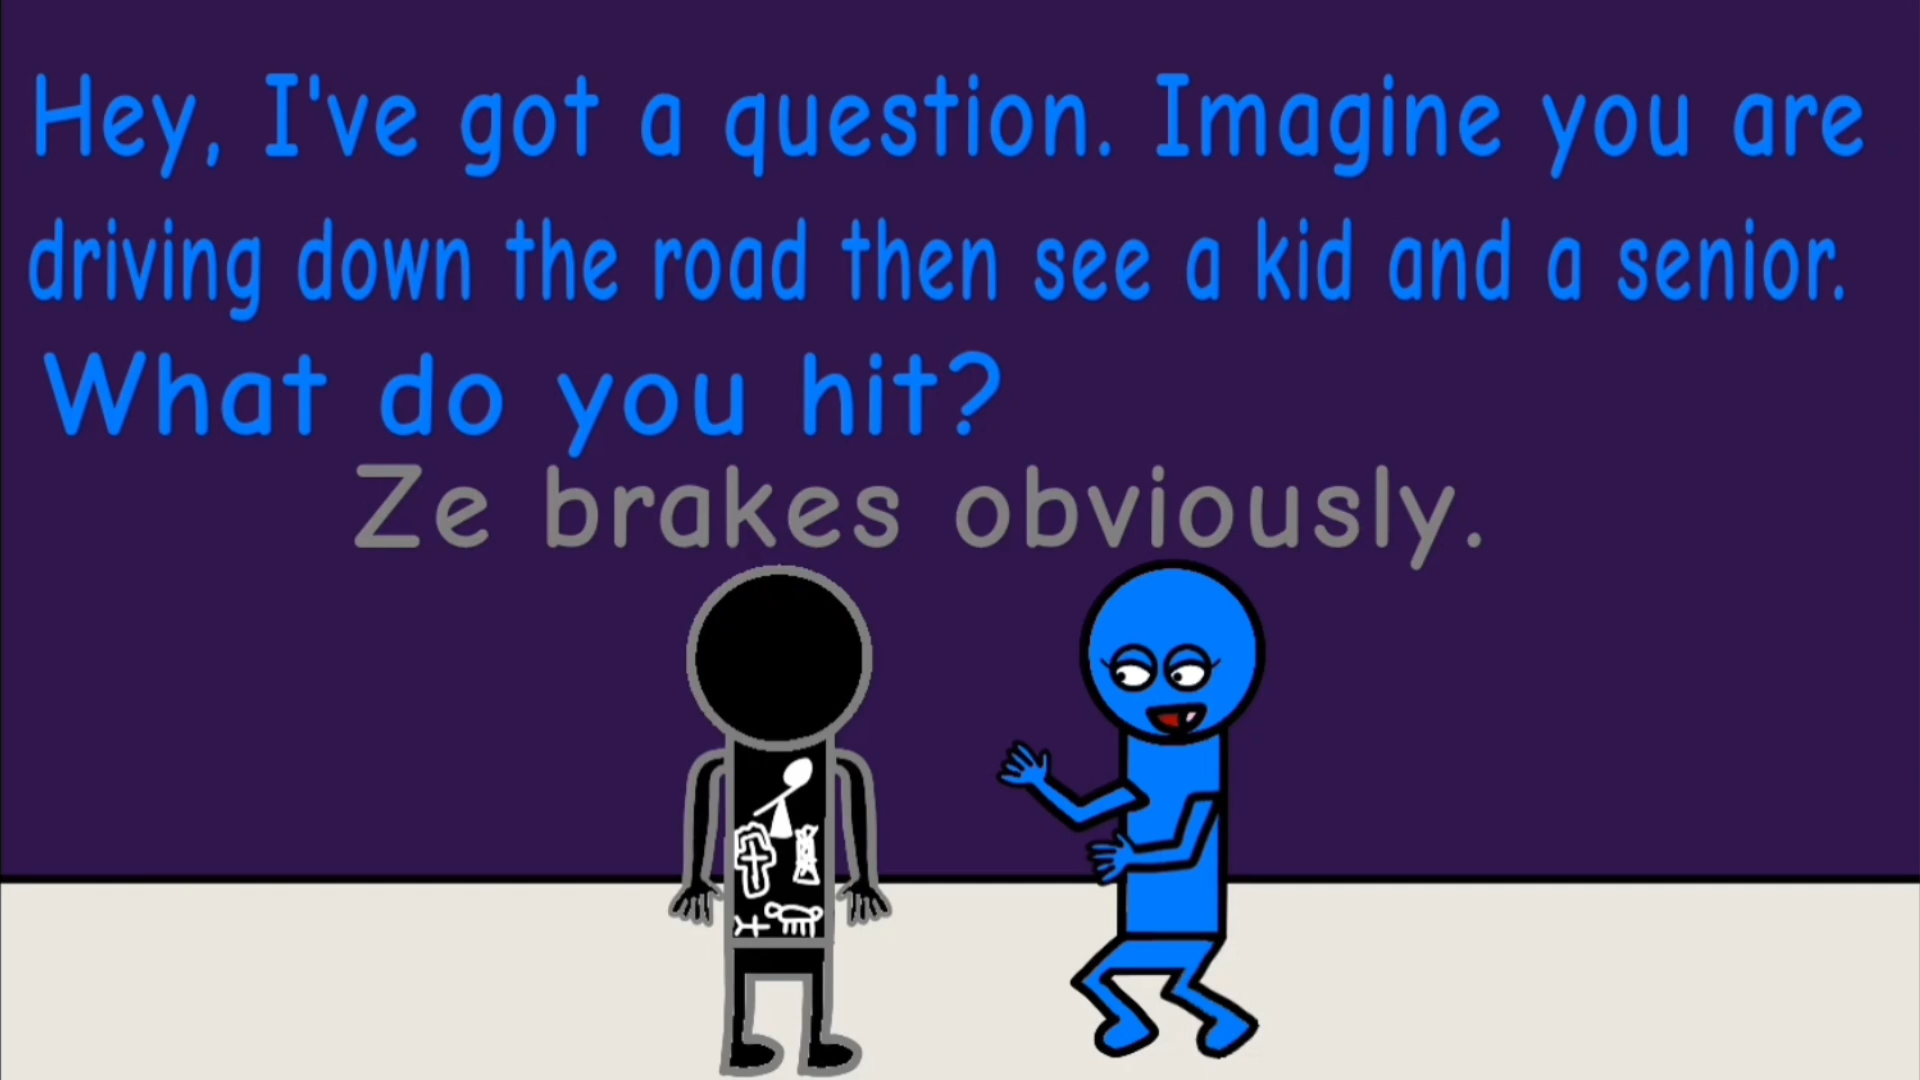 Hey, I've got a question. Imagine you are
driving down the road then see a kid and a senior.
What do you hit?
Ze brakes obviously.